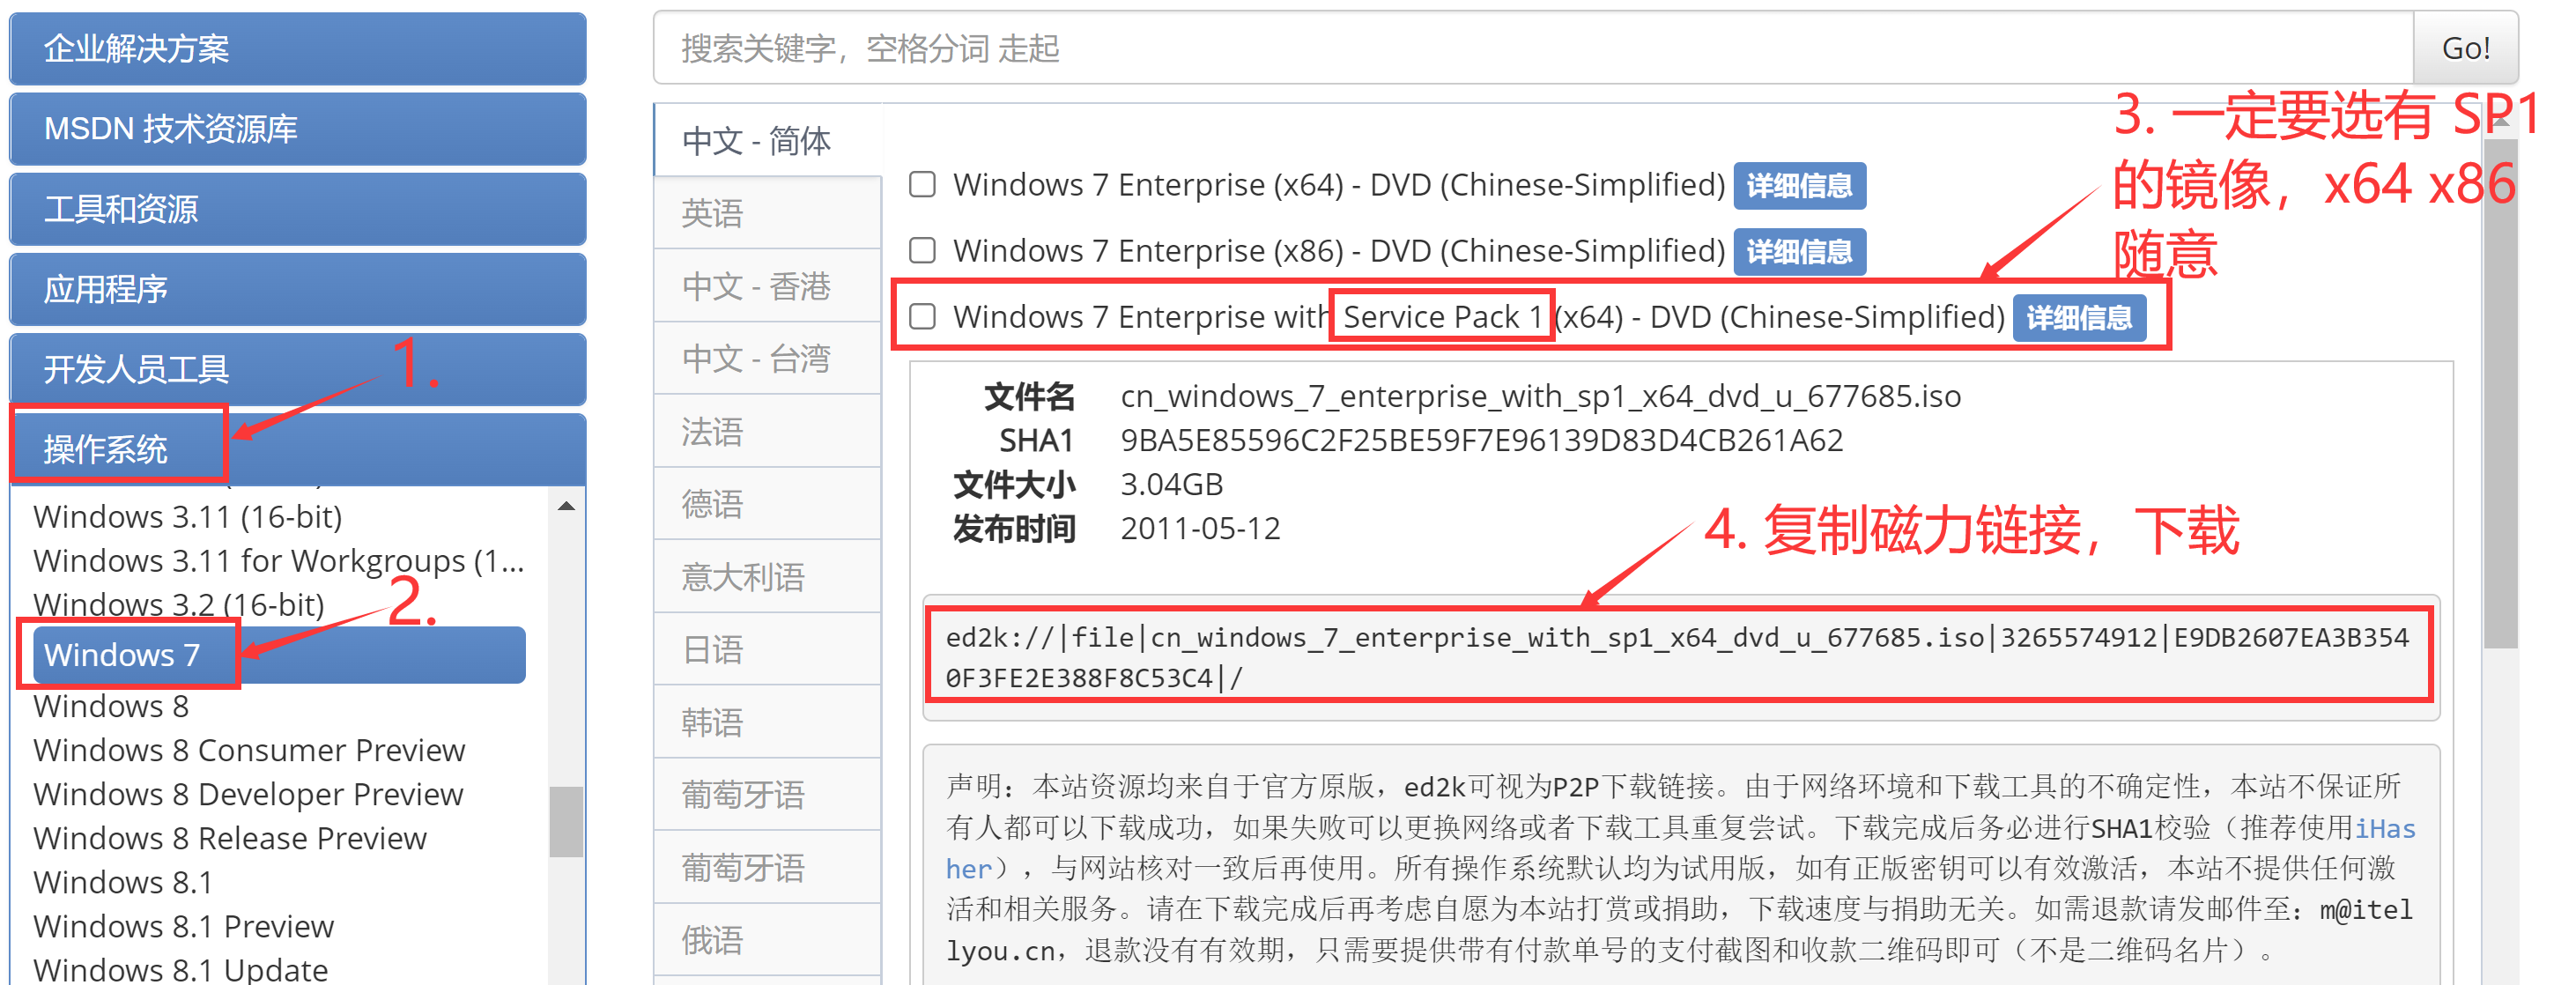 企业解决方案
MSDN 技术资源库
工具和资源
应用程序
开发人员工具
1.
操作系统
Windows 3.11 (16-bit)
Windows 3.11 for Workgroups (1...
Windows 3.2 (16-bit)
2.
Windows 7
Windows 8
Windows 8 Consumer Preview
Windows 8 Developer Preview
Windows 8 Release Preview
Windows 8.1
Windows 8.1 Preview
Windows 8.1 Update
搜索关键字，空格分词 走起
Go!
中文 - 简体
英语
中文 - 香港
中文 - 台湾
法语
德语
意大利语
日语
韩语
葡萄牙语
葡萄牙语
俄语
3. 一定要选有 SP1
的镜像，x64 x86
随意
Windows 7 Enterprise (x64) - DVD (Chinese-Simplified) 详细信息
Windows 7 Enterprise (x86) - DVD (Chinese-Simplified) 详细信息
Windows 7 Enterprise with Service Pack 1 (x64) - DVD (Chinese-Simplified) 详细信息
文件名 cn_windows_7_enterprise_with_sp1_x64_dvd_u_677685.iso
SHA1 9BA5E85596C2F25BE59F7E96139D83D4CB261A62
文件大小 3.04GB
发布时间 2011-05-12
4. 复制磁力链接，下载
ed2k://|file|cn_windows_7_enterprise_with_sp1_x64_dvd_u_677685.iso|3265574912|E9DB2607EA3B354
0F3FE2E388F8C53C4|/
声明：本站资源均来自于官方原版，ed2k可视为P2P下载链接。由于网络环境和下载工具的不确定性，本站不保证所
有人都可以下载成功，如果失败可以更换网络或者下载工具重复尝试。下载完成后务必进行SHA1校验（推荐使用iHas
her），与网站核对一致后再使用。所有操作系统默认均为试用版，如有正版密钥可以有效激活，本站不提供任何激
活和相关服务。请在下载完成后再考虑自愿为本站打赏或捐助，下载速度与捐助无关。如需退款请发邮件至：m@itel
lyou.cn，退款没有有效期，只需要提供带有付款单号的支付截图和收款二维码即可（不是二维码名片）。